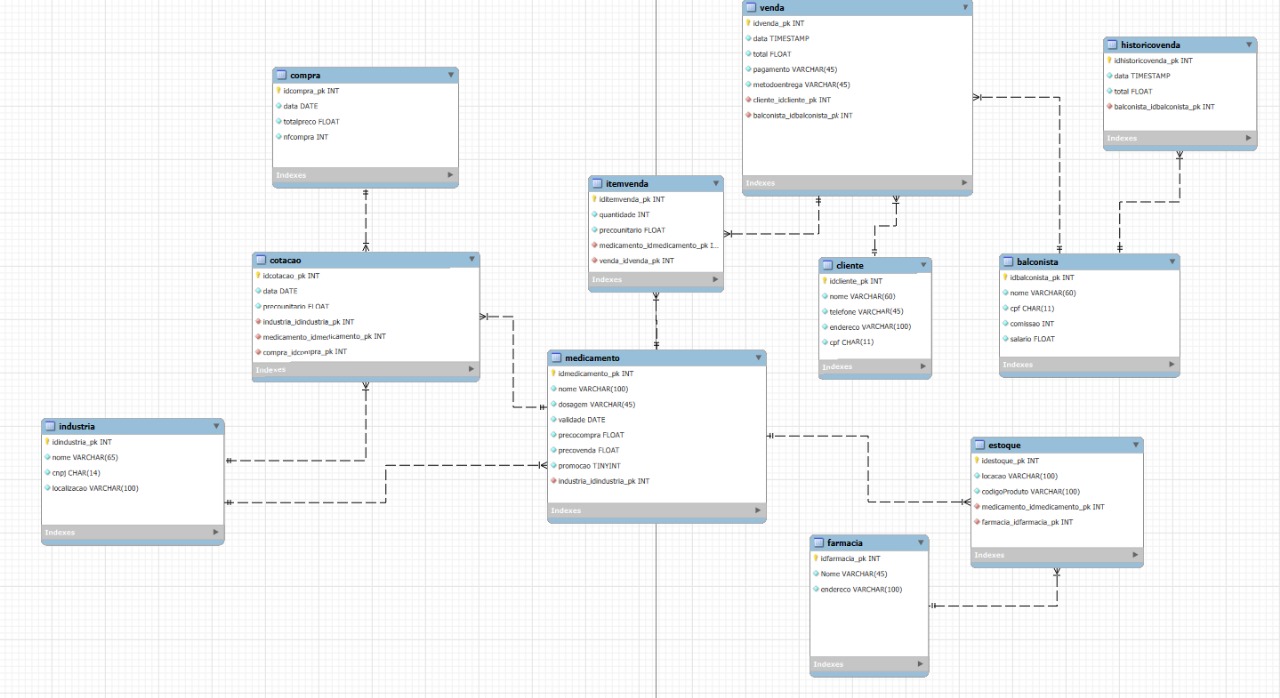 venda
idvenda_pk INT
data TIMESTAMP
total FLOAT
pagamento VARCHAR(45)
metodoentrega VARCHAR(45)
cliente_idcliente_pk INT
balconista_idbalconista_pk INT
Indexes
historicovenda
idhistoricovenda_pk INT
data TIMESTAMP
total FLOAT
balconista_idbalconista_pk INT
Indexes
compra
idcompra_pk INT
data DATE
totalpreco FLOAT
nfcompra INT
Indexes
itemvenda
iditemvenda_pk INT
quantidade INT
precounitario FLOAT
medicamento_idmedicamento_pk I...
venda_idvenda_pk INT
Indexes
cotacao
idcotacao_pk INT
data DATE
precounitario FLOAT
industria_idindustria_pk INT
medicamento_idmedicamento_pk INT
compra_idcompra_pk INT
Indexes
cliente
idcliente_pk INT
nome VARCHAR(60)
telefone VARCHAR(45)
endereco VARCHAR(100)
cpf CHAR(11)
Indexes
balconista
idbalconista_pk INT
nome VARCHAR(60)
cpf CHAR(11)
comissao INT
salario FLOAT
Indexes
medicamento
idmedicamento_pk INT
nome VARCHAR(100)
dosagem VARCHAR(45)
validade DATE
precocompra FLOAT
precovenda FLOAT
promocao TINYINT
industria_idindustria_pk INT
Indexes
industria
idindustria_pk INT
nome VARCHAR(65)
cnpj CHAR(14)
localizacao VARCHAR(100)
Indexes
estoque
idestoque_pk INT
locacao VARCHAR(100)
codigoProduto VARCHAR(100)
medicamento_idmedicamento_pk INT
farmacia_idfarmacia_pk INT
Indexes
farmacia
idfarmacia_pk INT
Nome VARCHAR(45)
endereco VARCHAR(100)
Indexes